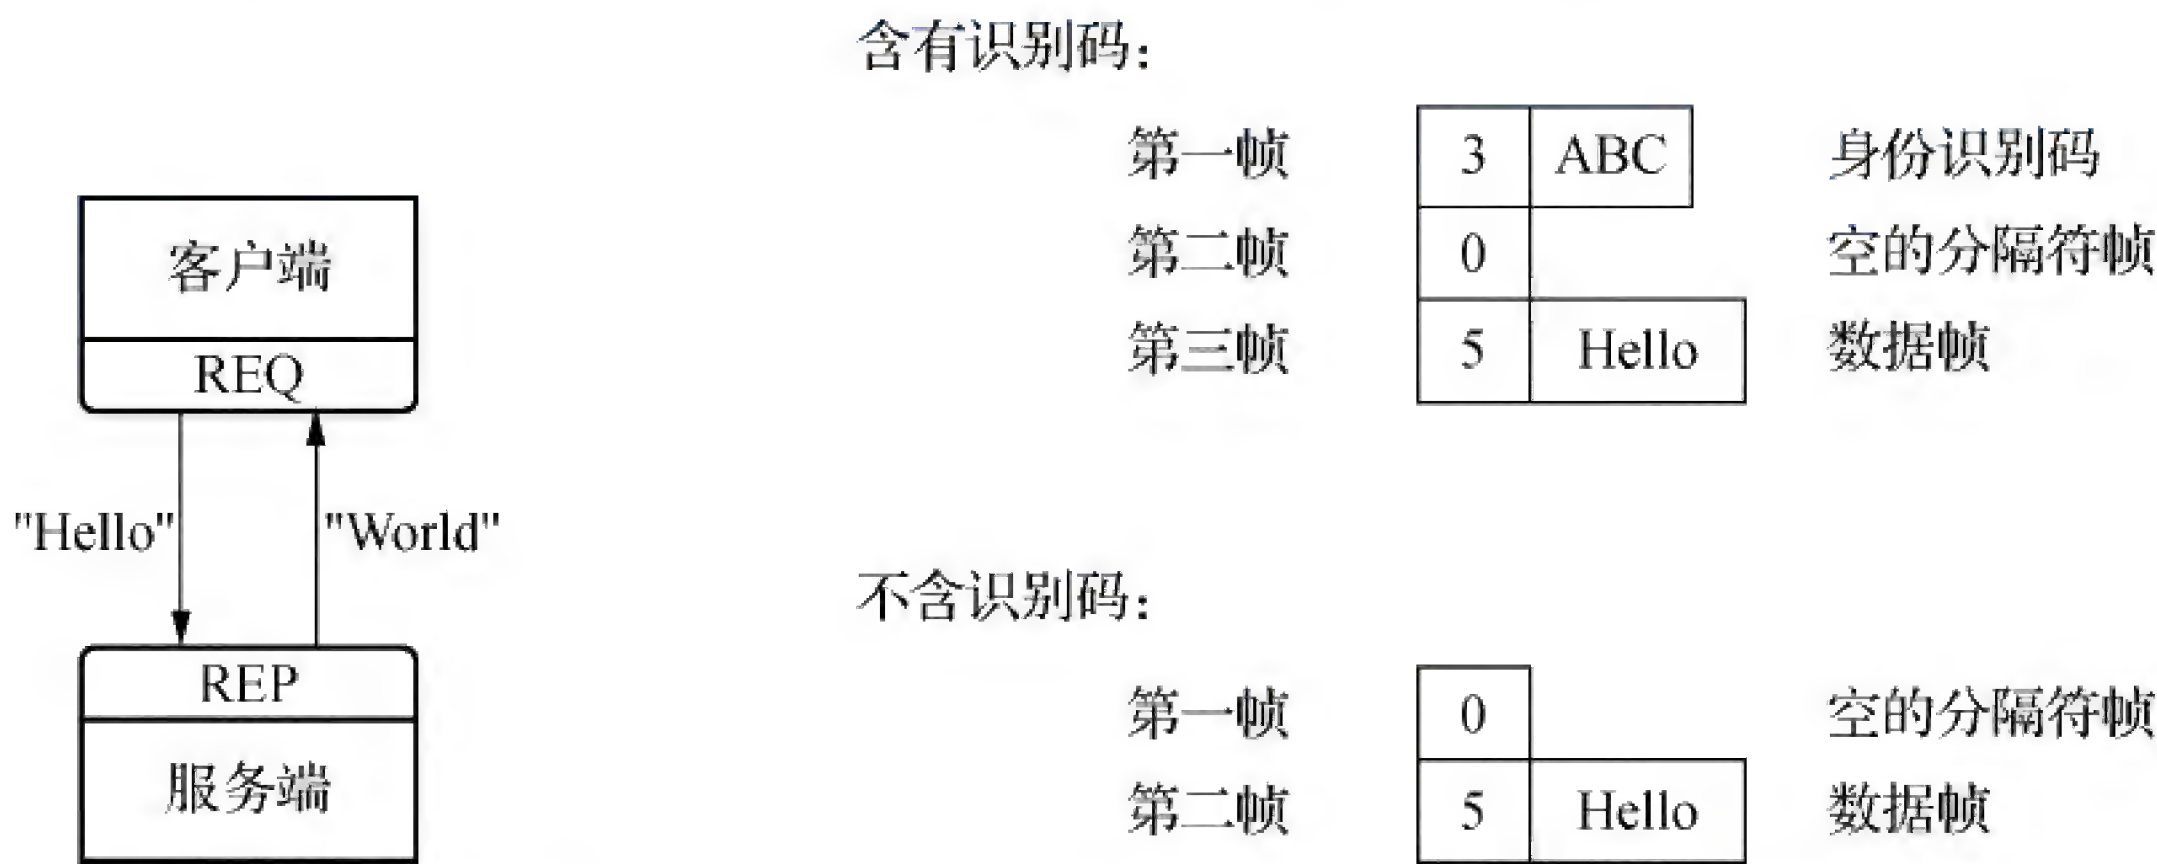 客户端
REQ
"Hello" "World"
REP
服务端
含有识别码：
第一帧 3 ABC 身份识别码
第二帧 0 空的分隔符帧
第三帧 5 Hello 数据帧
不含识别码：
第一帧 0 空的分隔符帧
第二帧 5 Hello 数据帧